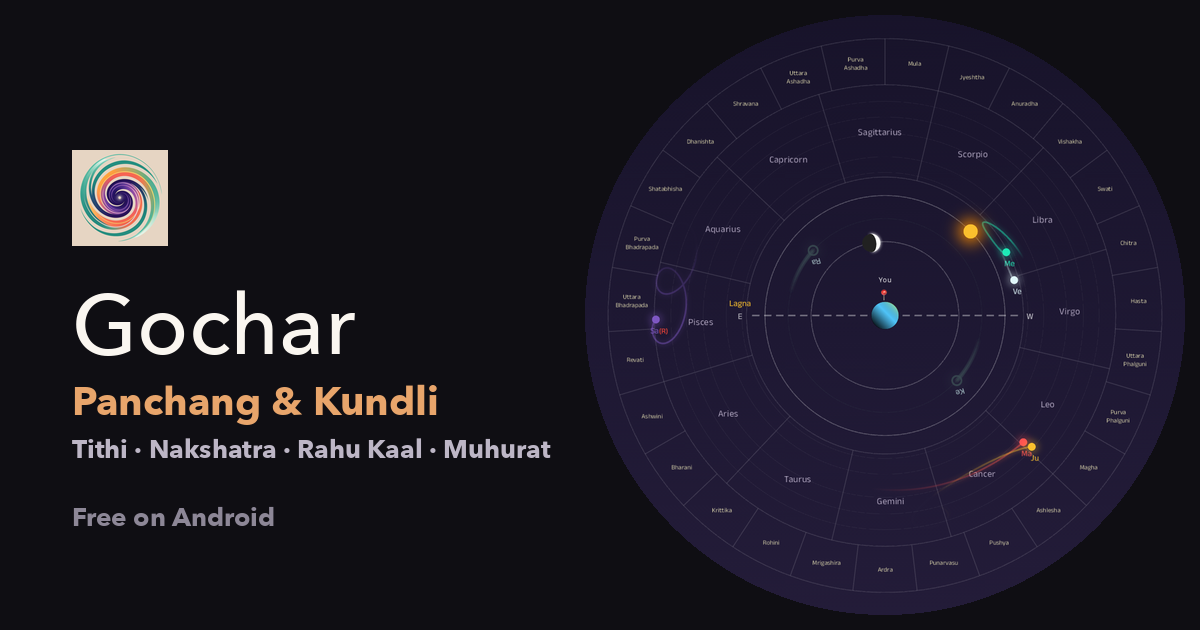 Gochar
Panchang & Kundli
Tithi · Nakshatra · Rahu Kaal · Muhurat
Free on Android
Purva
Ashadha
Mula
Jyeshtha
Anuradha
Vishakha
Swati
Chitra
Hasta
Uttara
Phalguni
Purva
Phalguni
Magha
Ashlesha
Pushya
Punarvasu
Ardra
Mrigashira
Rohini
Krittika
Bharani
Ashwini
Revati
Uttara
Bhadrapada
Purva
Bhadrapada
Shatabhisha
Dhanishta
Shravana
Uttara
Ashadha
Sagittarius
Scorpio
Libra
Virgo
Leo
Cancer
Gemini
Taurus
Aries
Pisces
Aquarius
Capricorn
Ra
Me
Ve
You
Lagna
E
W
Sa(R)
Ke
Ma
Ju